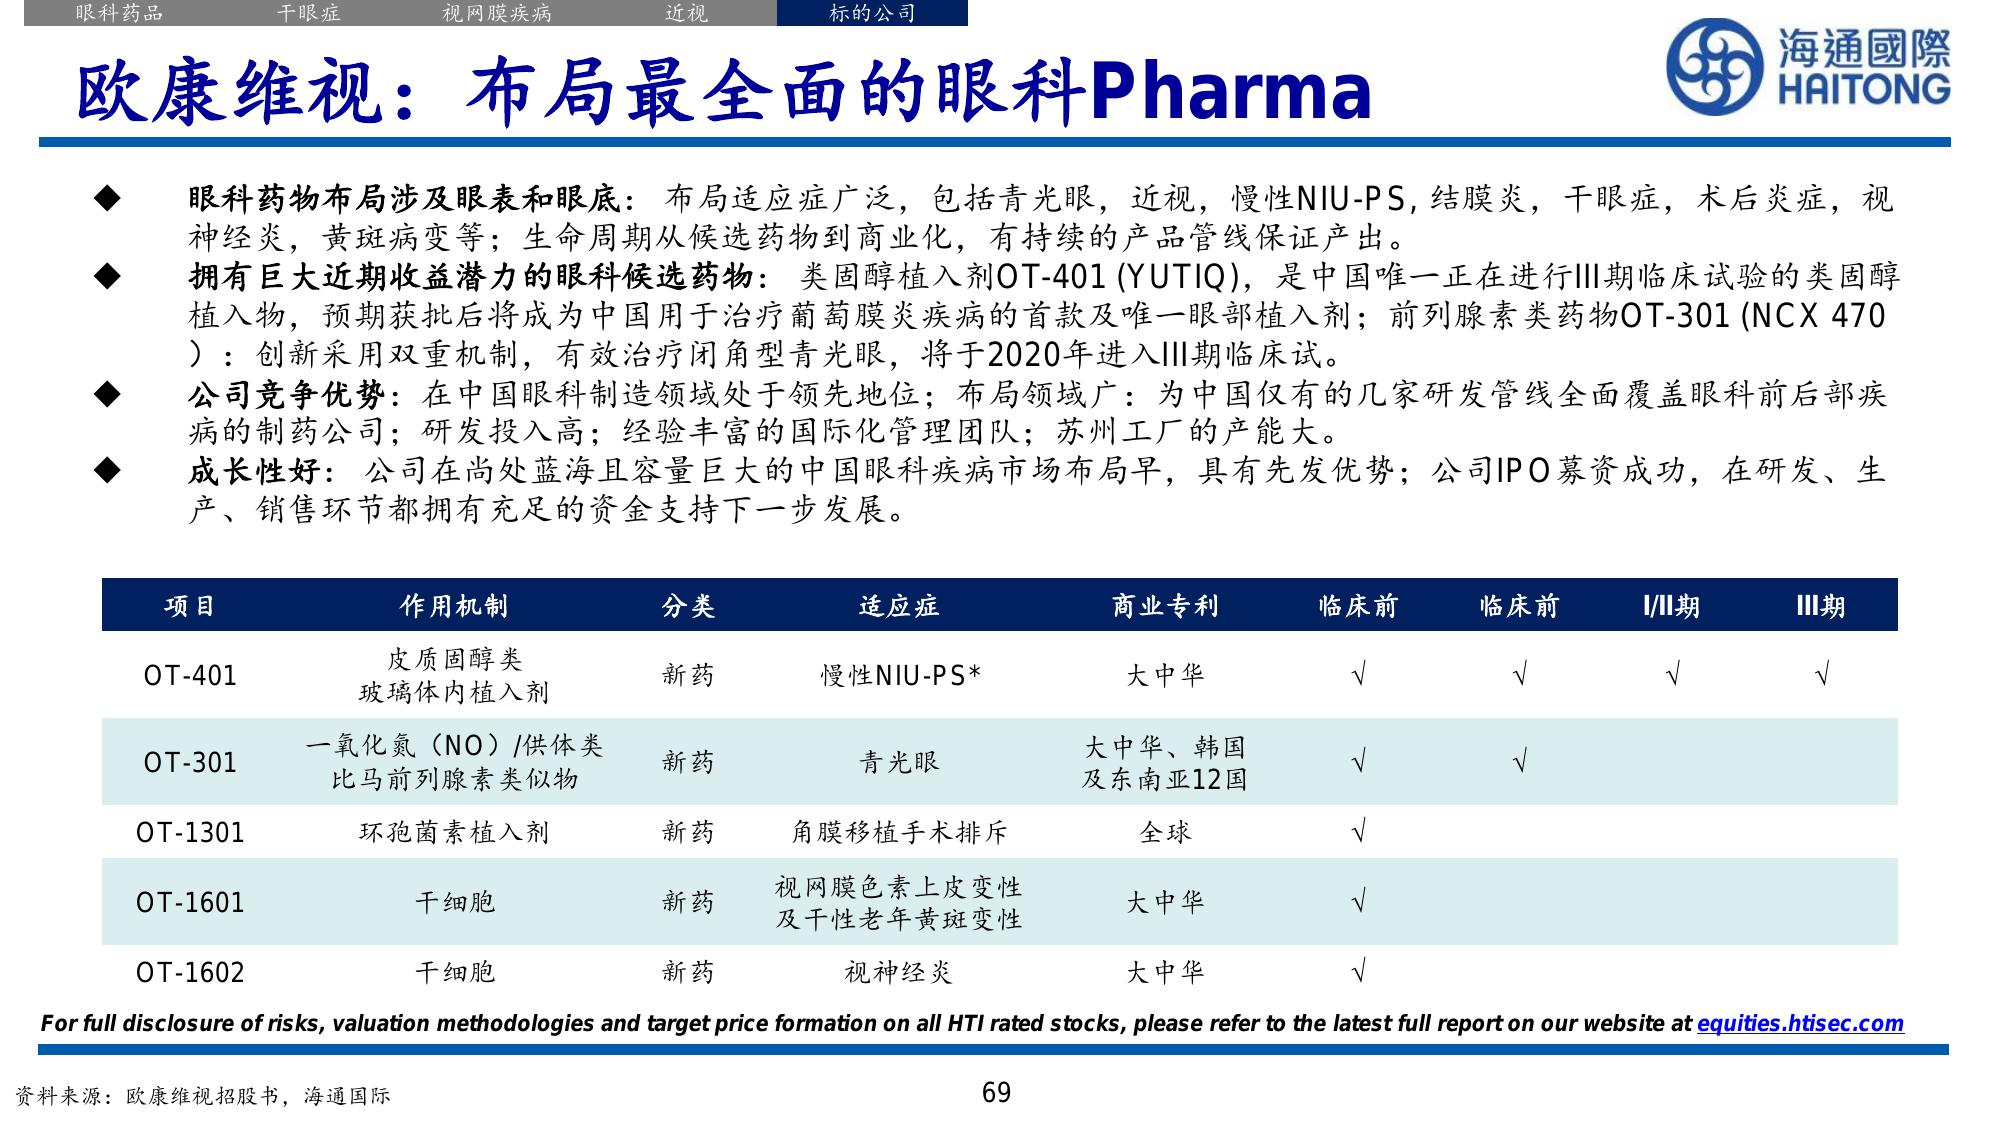 眼科药品 干眼症 视网膜疾病 近视 标的公司
海通國際
HAITONG
欧康维视：布局最全面的眼科Pharma
◆ 眼科药物布局涉及眼表和眼底： 布局适应症广泛，包括青光眼，近视，慢性NIU-PS, 结膜炎，干眼症，术后炎症，视
神经炎，黄斑病变等；生命周期从候选药物到商业化，有持续的产品管线保证产出。
◆ 拥有巨大近期收益潜力的眼科候选药物： 类固醇植入剂OT-401 (YUTIQ)，是中国唯一正在进行III期临床试验的类固醇
植入物，预期获批后将成为中国用于治疗葡萄膜炎疾病的首款及唯一眼部植入剂；前列腺素类药物OT-301 (NCX 470
）：创新采用双重机制，有效治疗闭角型青光眼，将于2020年进入III期临床试。
◆ 公司竞争优势：在中国眼科制造领域处于领先地位；布局领域广：为中国仅有的几家研发管线全面覆盖眼科前后部疾
病的制药公司；研发投入高；经验丰富的国际化管理团队；苏州工厂的产能大。
◆ 成长性好： 公司在尚处蓝海且容量巨大的中国眼科疾病市场布局早，具有先发优势；公司IPO募资成功，在研发、生
产、销售环节都拥有充足的资金支持下一步发展。
项目 作用机制 分类 适应症 商业专利 临床前 临床前 I/II期 III期
OT-401 皮质固醇类 玻璃体内植入剂 新药 慢性NIU-PS* 大中华 √ √ √ √
OT-301 一氧化氮（NO）/供体类 比马前列腺素类似物 新药 青光眼 大中华、韩国 及东南亚12国 √ √
OT-1301 环孢菌素植入剂 新药 角膜移植手术排斥 全球 √
OT-1601 干细胞 新药 视网膜色素上皮变性 及干性老年黄斑变性 大中华 √
OT-1602 干细胞 新药 视神经炎 大中华 √
For full disclosure of risks, valuation methodologies and target price formation on all HTI rated stocks, please refer to the latest full report on our website at equities.htisec.com
资料来源：欧康维视招股书，海通国际
69